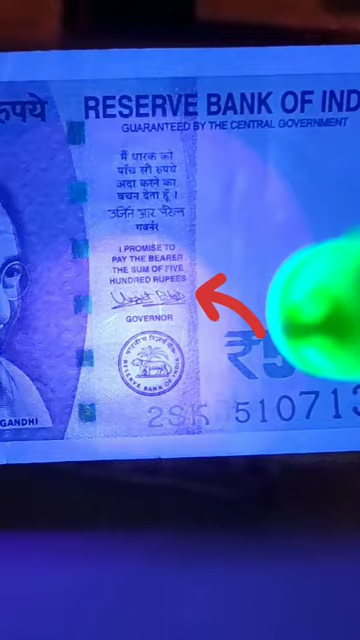 रुपये
RESERVE BANK OF IND
GUARANTEED BY THE CENTRAL GOVERNMENT
मैं धारक को
पाँच सौ रुपये
अदा करने का
वचन देता हूँ ।
उर्जित आर पटेल
गवर्नर
I PROMISE TO
PAY THE BEARER
THE SUM OF FIVE
HUNDRED RUPEES
GOVERNOR
भारतीय रिज़र्व बैंक
RESERVE BANK OF INDIA
₹5
2SK 510713
GANDHI